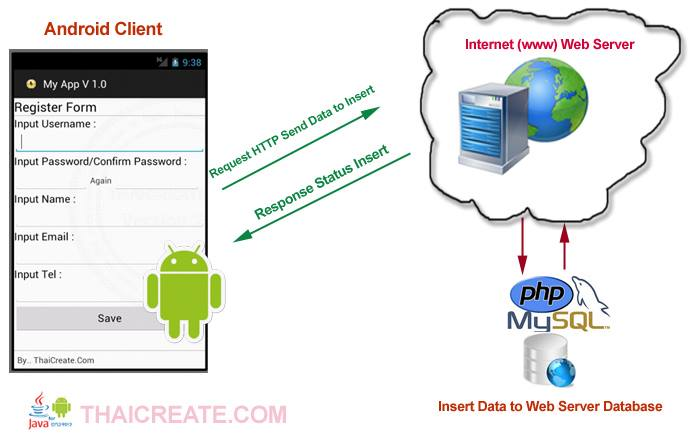 Android Client
9:38
My App V 1.0
Register Form
Input Username :
Input Password/Confirm Password :
Again
Input Name :
Input Email :
Input Tel :
Save
By.. ThaiCreate.Com
Request HTTP Send Data to Insert
Response Status Insert
Internet (www) Web Server
php
MySQL
Insert Data to Web Server Database
Java
for
THAICREATE.COM